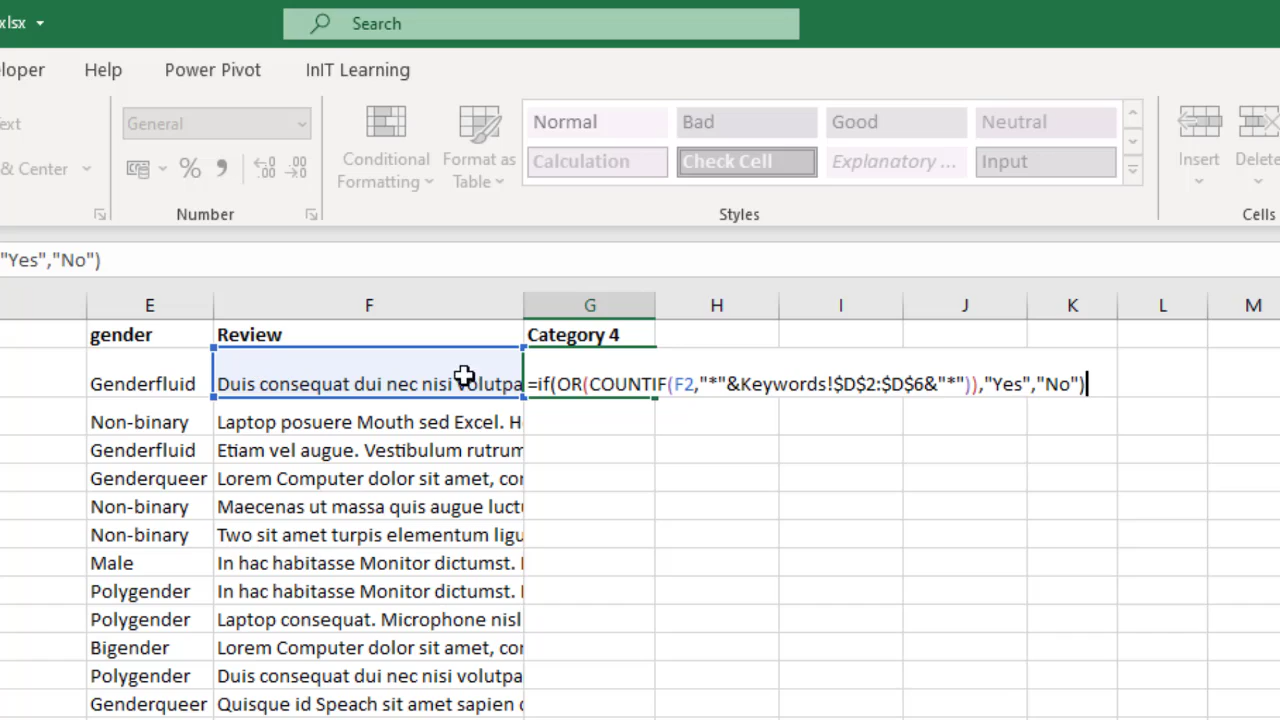 xlsx
Search
loper Help Power Pivot InIT Learning
ext General Conditional Formatting Format as Table Normal Bad Good Neutral Insert Delete
& Center % Calculation Check Cell Explanatory ... Input
Number Styles Cells
"Yes","No")
E F G H I J K L M
gender Review Category 4
Genderfluid Duis consequat dui nec nisi volutpa =if(OR(COUNTIF(F2,"*"&Keywords!$D$2:$D$6&"*")),"Yes","No")
Non-binary Laptop posuere Mouth sed Excel. H
Genderfluid Etiam vel augue. Vestibulum rutrum
Genderqueer Lorem Computer dolor sit amet, con
Non-binary Maecenas ut massa quis augue luctu
Non-binary Two sit amet turpis elementum ligu
Male In hac habitasse Monitor dictumst.
Polygender In hac habitasse Monitor dictumst.
Polygender Laptop consequat. Microphone nisl
Bigender Lorem Computer dolor sit amet, con
Polygender Duis consequat dui nec nisi volutpa
Genderqueer Quisque id Speach sit amet sapien